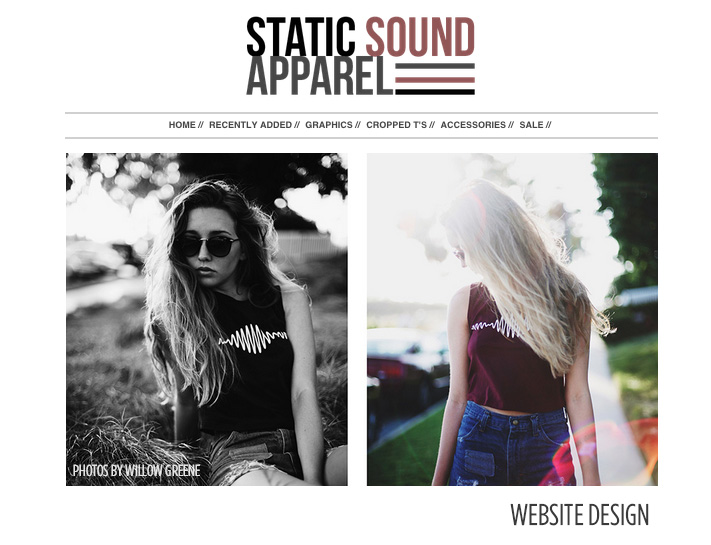 STATIC SOUND
APPAREL
HOME // RECENTLY ADDED // GRAPHICS // CROPPED T'S // ACCESSORIES // SALE //
PHOTOS BY WILLOW GREENE
WEBSITE DESIGN